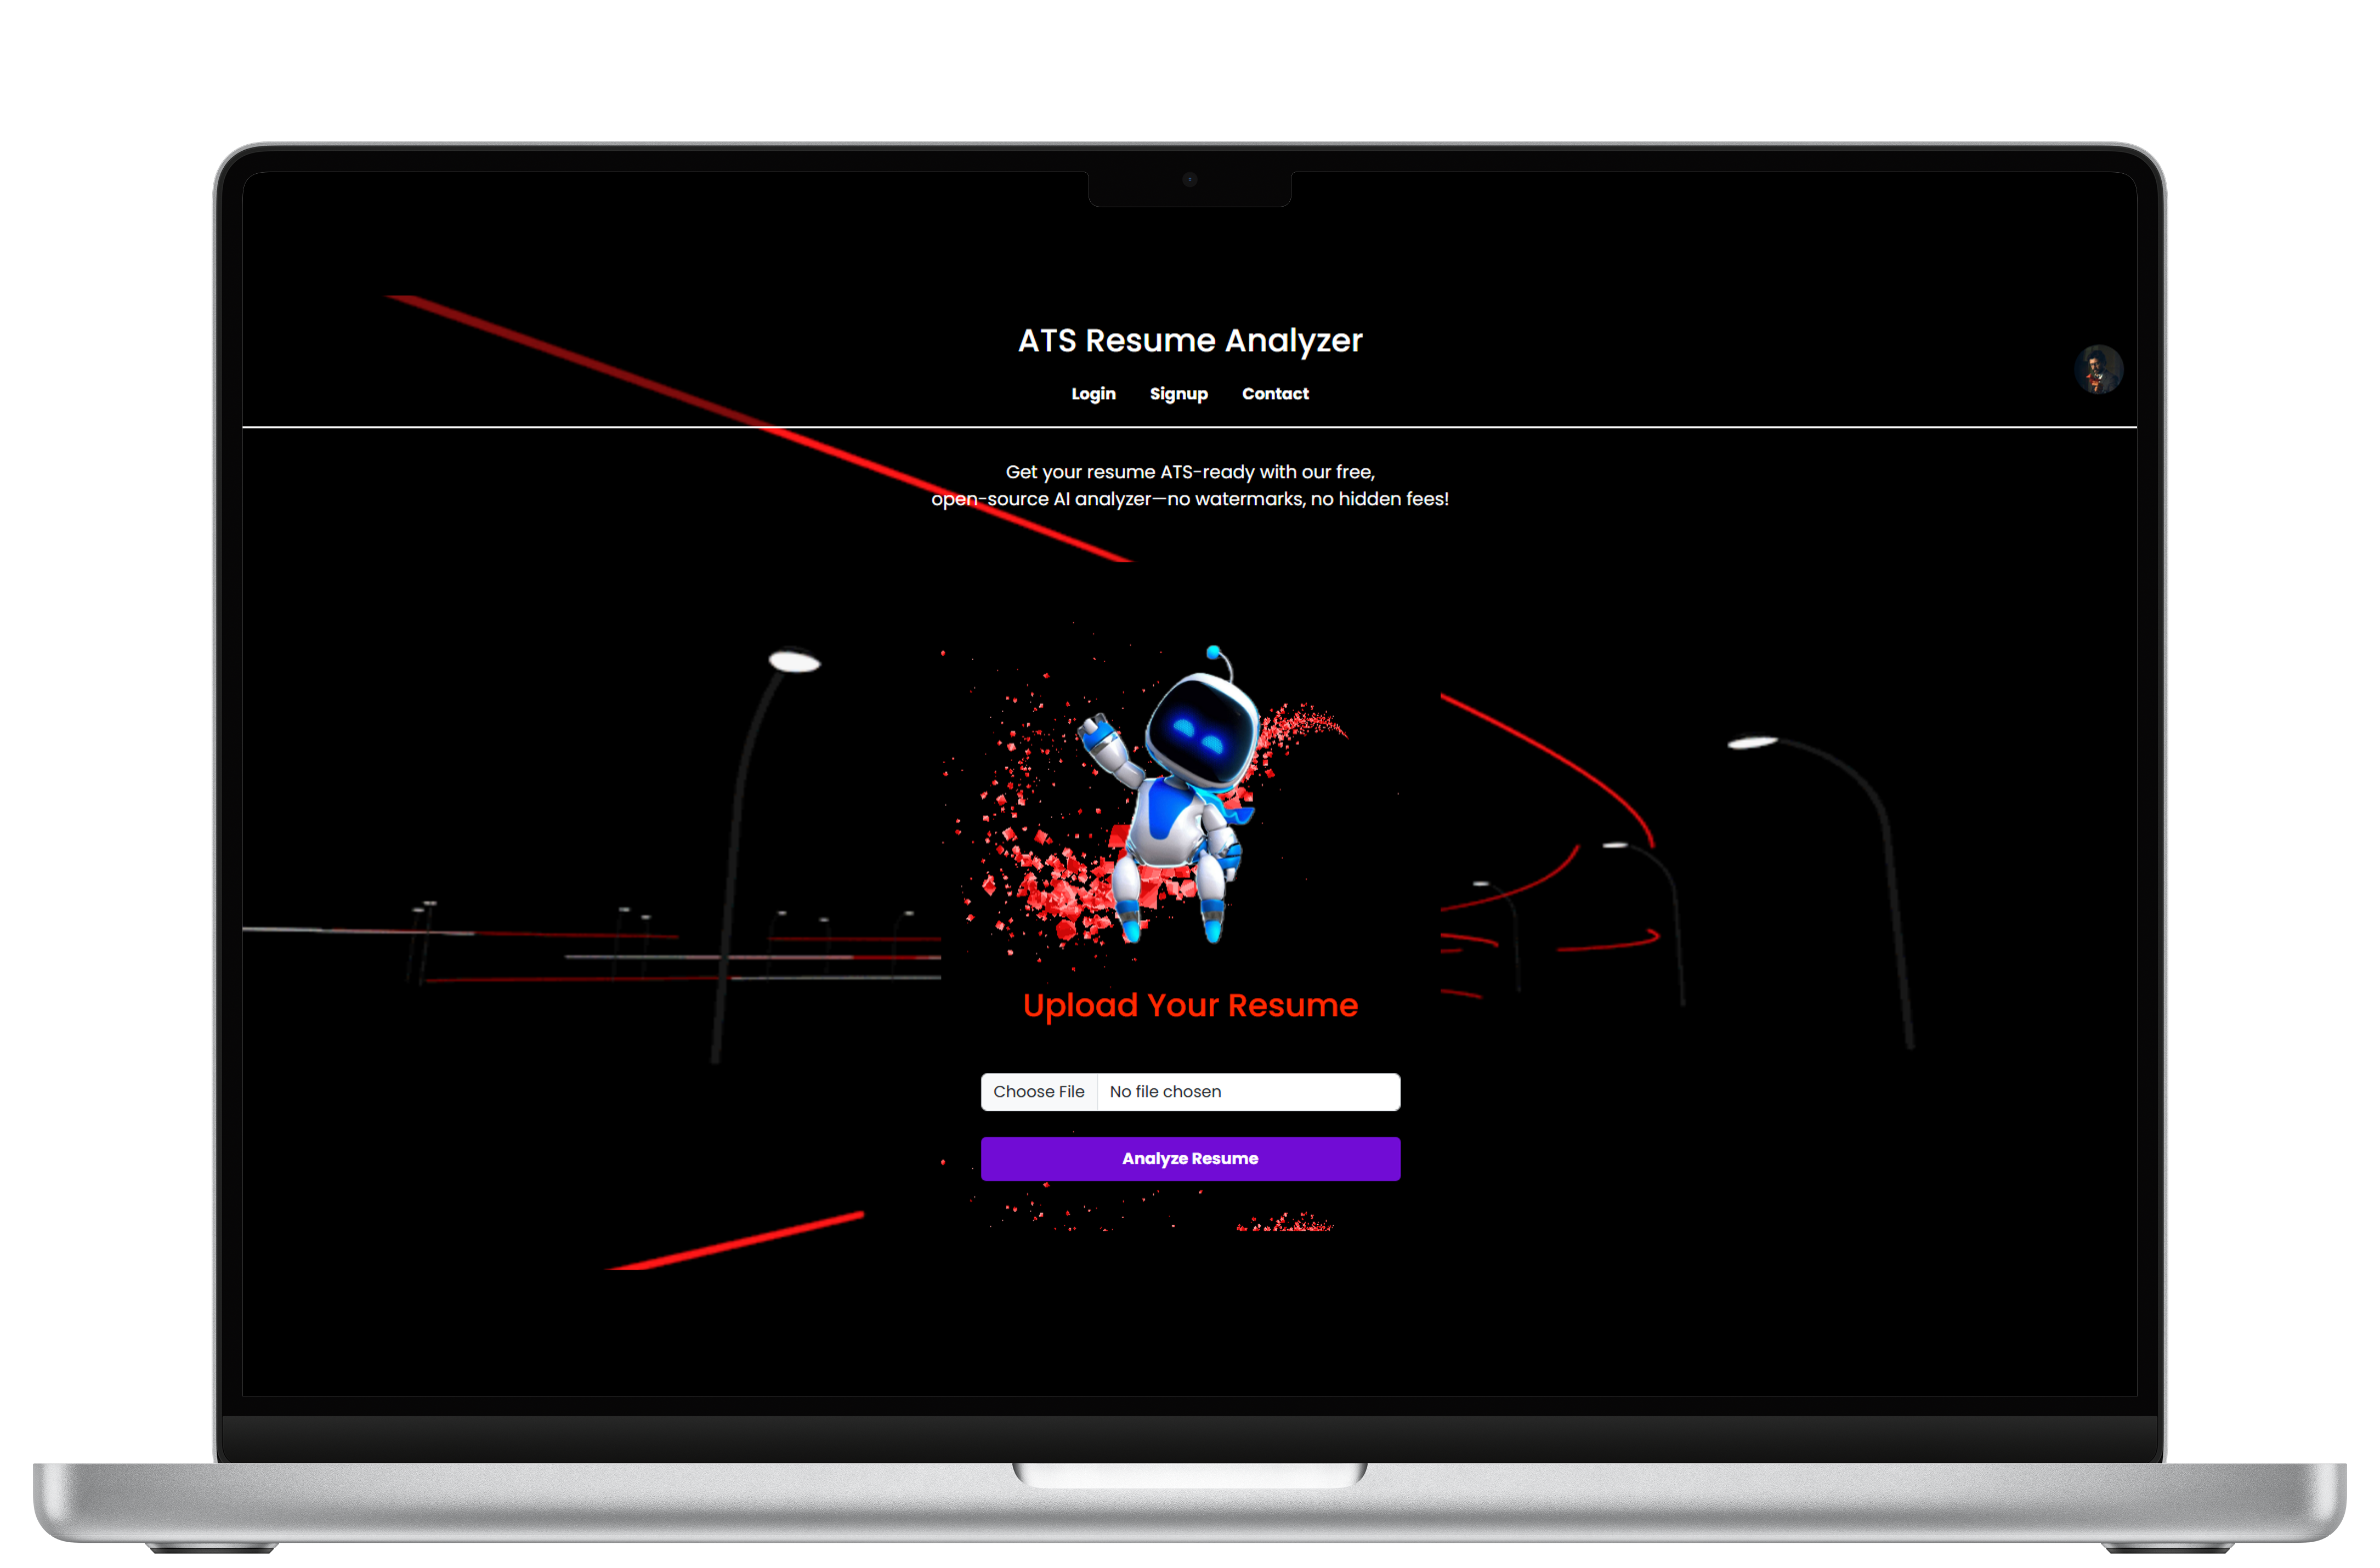 ATS Resume Analyzer
Login Signup Contact
Get your resume ATS-ready with our free,
open-source AI analyzer—no watermarks, no hidden fees!
Upload Your Resume
Choose File No file chosen
Analyze Resume